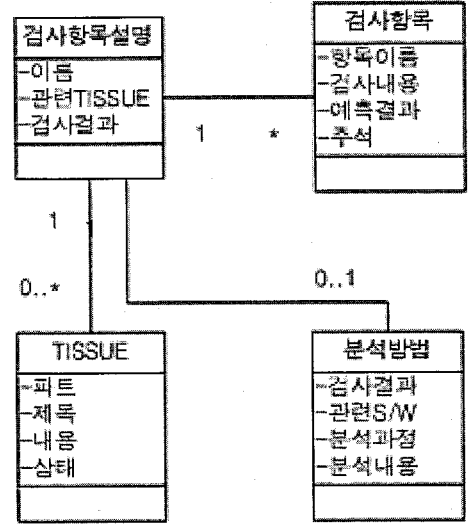 검사항목설명
-이름
-관련TISSUE
-검사결과
검사항목
-항목이름
-검사내용
-예측결과
-주석
1
*
1
0..*
0..1
TISSUE
-파트
-제목
-내용
-상태
분석방법
-검사결과
-관련S/W
-분석과정
-분석내용